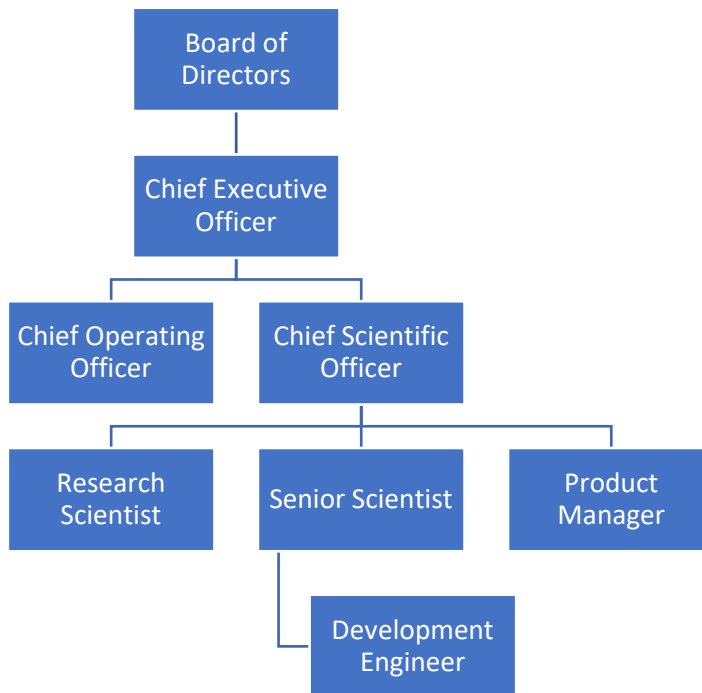 Board of
Directors
Chief Executive
Officer
Chief Operating
Officer
Chief Scientific
Officer
Research
Scientist
Senior Scientist
Product
Manager
Development
Engineer